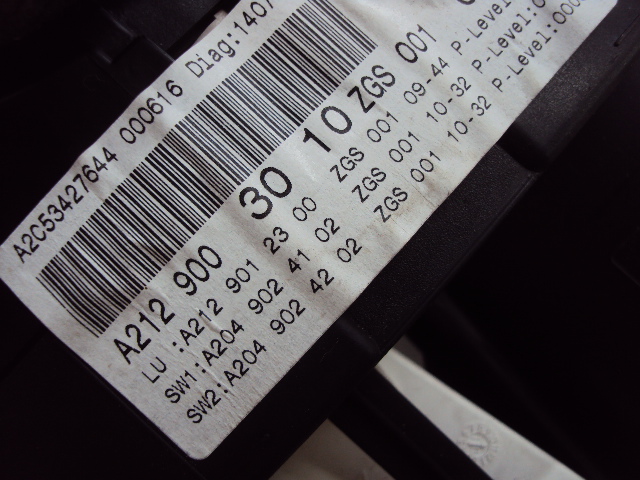 A2C53427644 000616 Diag:1407
A212 900 30 10 ZGS 001
LU :A212 901 23 00 ZGS 001 09-44 P-Level
SW1:A204 902 41 02 ZGS 001 10-32 P-Level:
SW2:A204 902 42 02 ZGS 001 10-32 P-Level:000